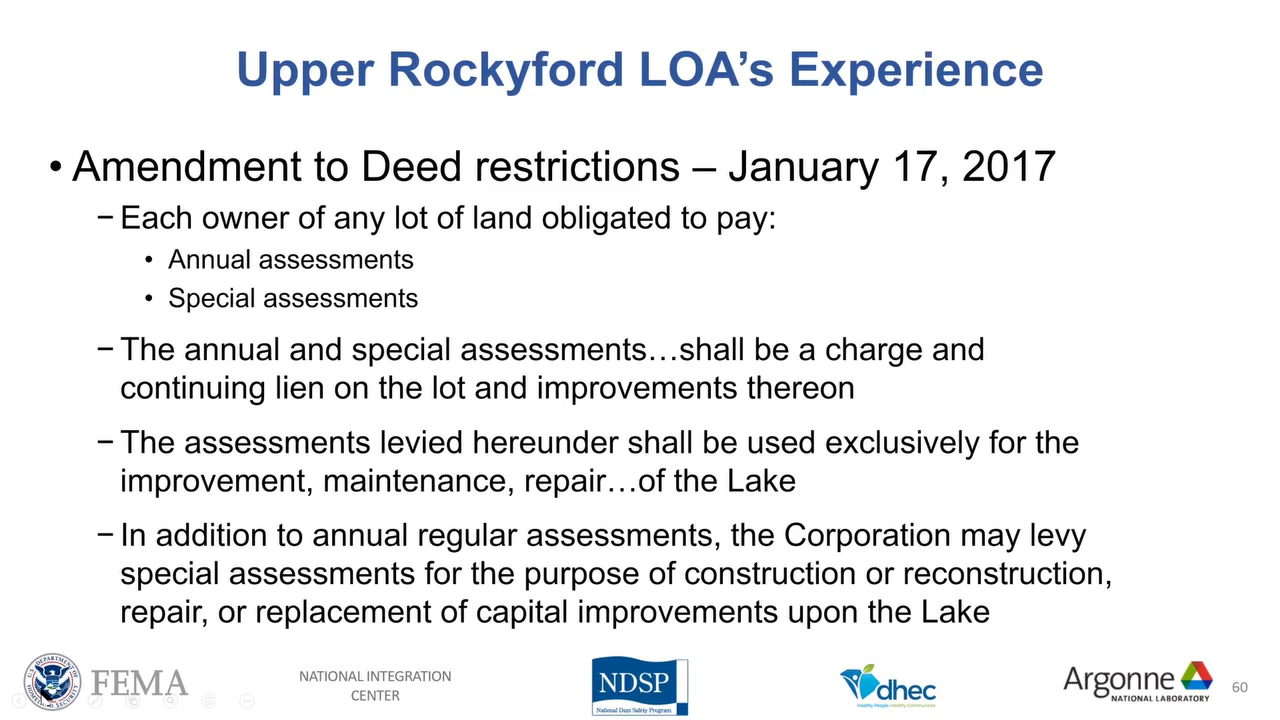 Upper Rockyford LOA’s Experience
• Amendment to Deed restrictions – January 17, 2017
− Each owner of any lot of land obligated to pay:
• Annual assessments
• Special assessments
− The annual and special assessments…shall be a charge and
continuing lien on the lot and improvements thereon
− The assessments levied hereunder shall be used exclusively for the
improvement, maintenance, repair…of the Lake
− In addition to annual regular assessments, the Corporation may levy
special assessments for the purpose of construction or reconstruction,
repair, or replacement of capital improvements upon the Lake
FEMA
NATIONAL INTEGRATION
CENTER
NDSP
National Dam Safety Program
dhec
Healthy People. Healthy Communities.
Argonne
NATIONAL LABORATORY
60